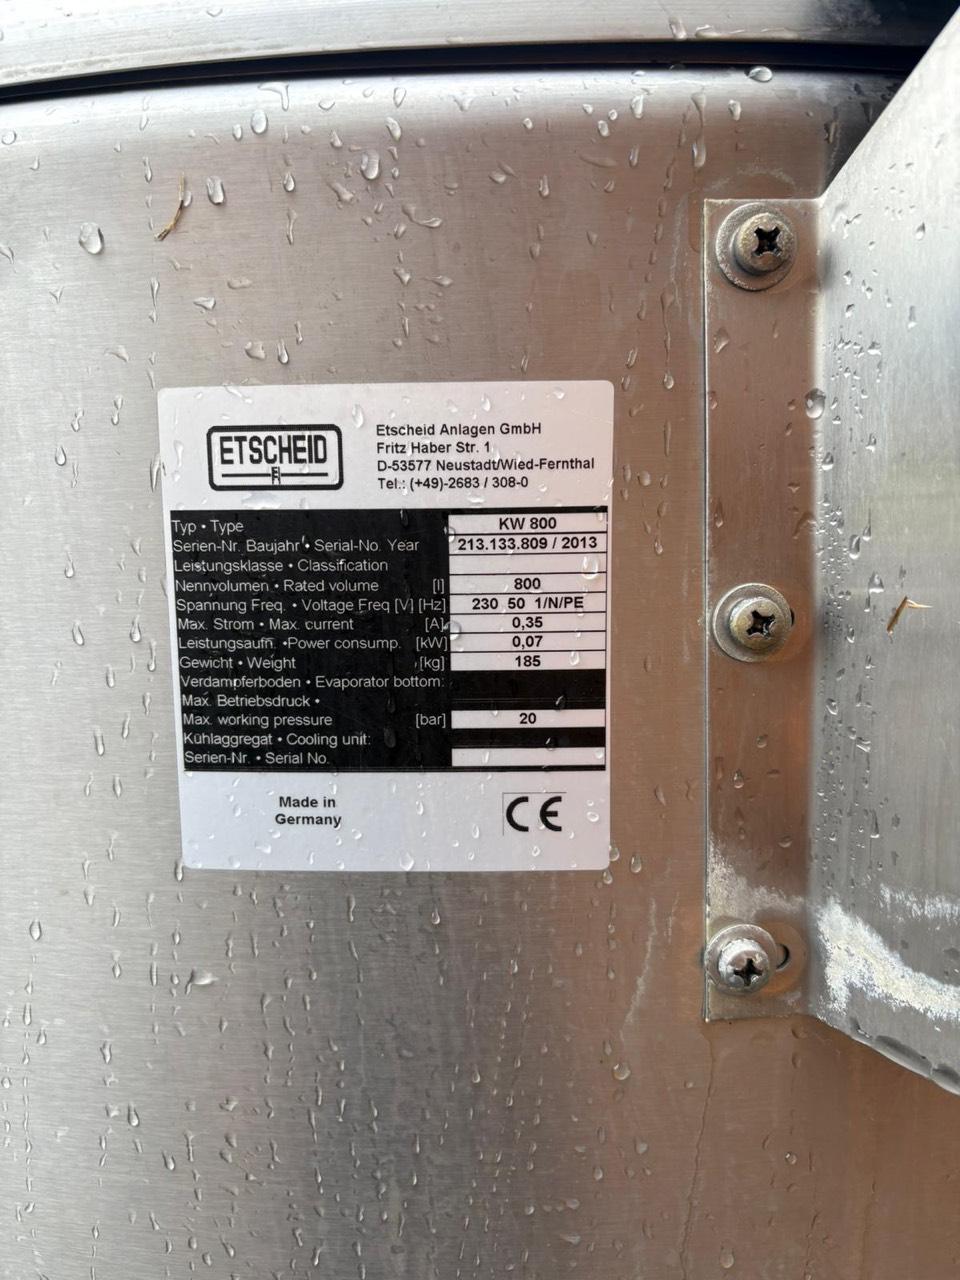 ETSCHEID
Etscheid Anlagen GmbH
Fritz Haber Str. 1
D-53577 Neustadt/Wied-Fernthal
Tel.: (+49)-2683 / 308-0
Typ • Type KW 800
Serien-Nr. Baujahr • Serial-No. Year 213.133.809 / 2013
Leistungsklasse • Classification
Nennvolumen • Rated volume [l] 800
Spannung Freq. • Voltage Freq [V] [Hz] 230 50 1/N/PE
Max. Strom • Max. current [A] 0,35
Leistungsaufn. •Power consump. [kW] 0,07
Gewicht • Weight [kg] 185
Verdampferboden • Evaporator bottom:
Max. Betriebsdruck •
Max. working pressure [bar] 20
Kühlaggregat • Cooling unit:
Serien-Nr. • Serial No.
Made in
Germany
CE